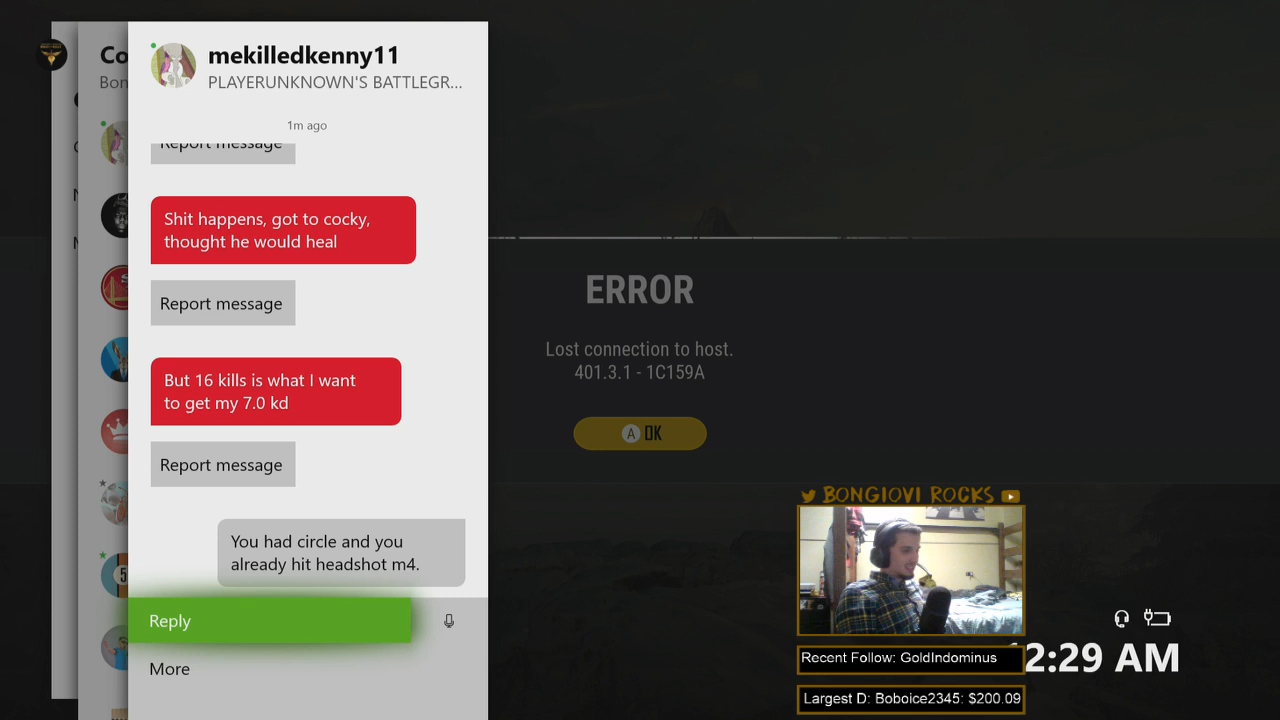 Co
Bon
mekilledkenny11
PLAYERUNKNOWN'S BATTLEGR...
1m ago
Report message
Shit happens, got to cocky,
thought he would heal
Report message
But 16 kills is what I want
to get my 7.0 kd
Report message
You had circle and you
already hit headshot m4.
Reply
More
ERROR
Lost connection to host.
401.3.1 - 1C159A
A OK
BONGIOVI ROCKS
Recent Follow: GoldIndominus
2:29 AM
Largest D: Boboice2345: $200.09